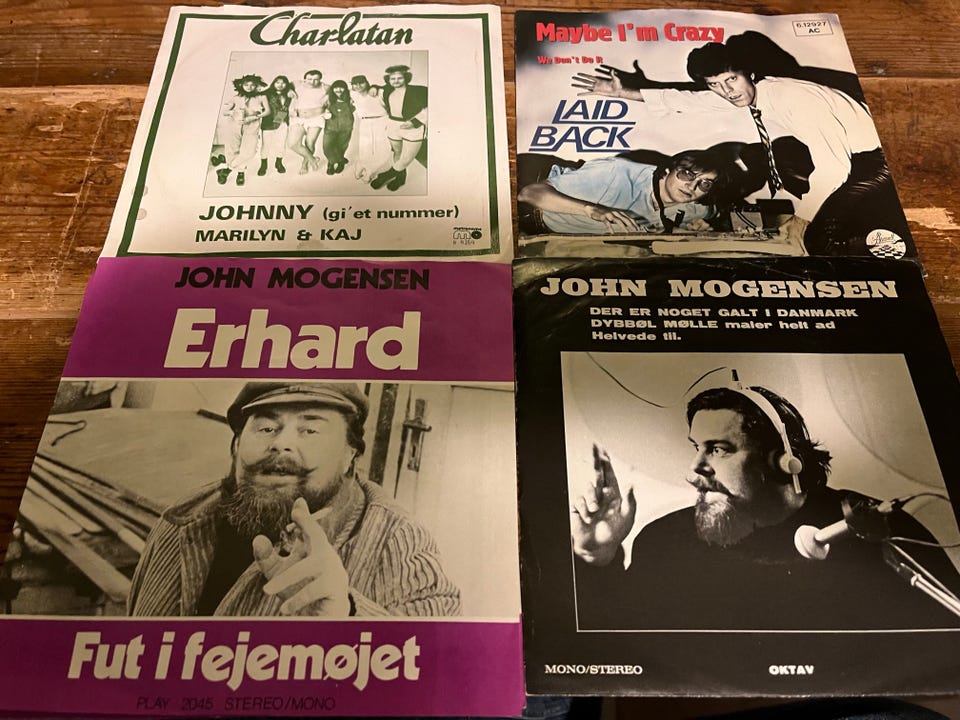 Charlatan
JOHNNY (gi'et nummer)
MARILYN & KAJ
Maybe I'm Crazy
We Don't Do It
6.12927
AC
LAID
BACK
JOHN MOGENSEN
Erhard
Fut i fejemøjet
PLAY 2045 STEREO/MONO
JOHN MOGENSEN
DER ER NOGET GALT I DANMARK
DYBBØL MØLLE maler helt ad
Helvede til.
MONO/STEREO
OKTAV